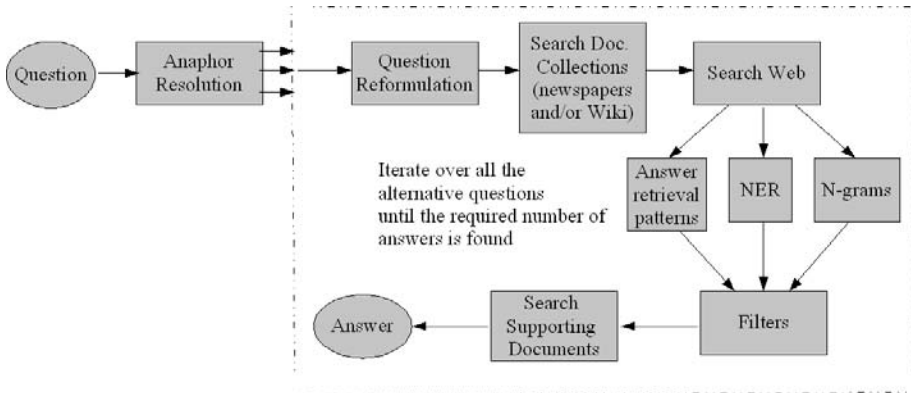 Question
Anaphor
Resolution
Question
Reformulation
Search Doc.
Collections
(newspapers
and/or Wiki)
Search Web
Iterate over all the
alternative questions
until the required number of
answers is found
Answer
retrieval
patterns
NER
N-grams
Answer
Search
Supporting
Documents
Filters